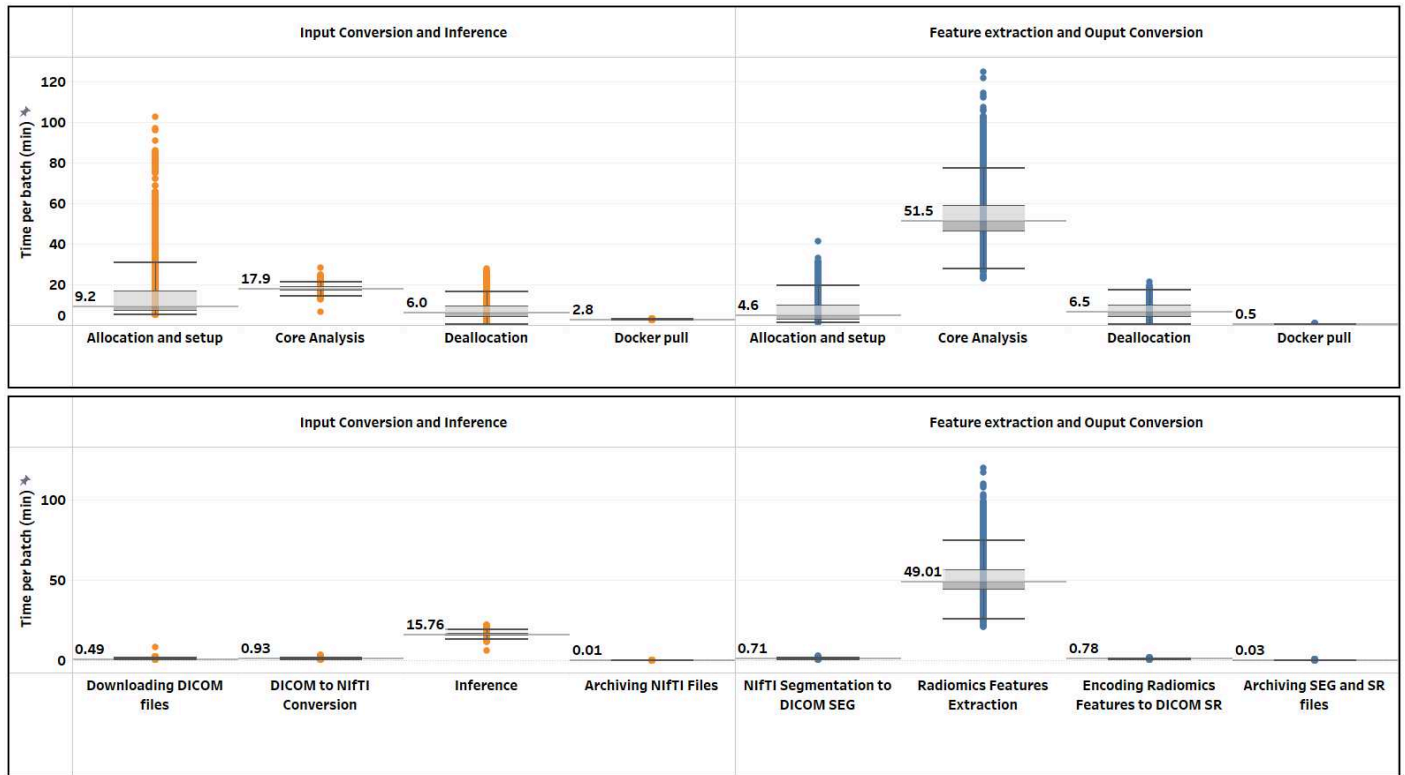 Input Conversion and Inference
Feature extraction and Ouput Conversion
Time per batch (min)
120
100
80
60
40
20
0
9.2
17.9
6.0
2.8
4.6
51.5
6.5
0.5
Allocation and setup
Core Analysis
Deallocation
Docker pull
Allocation and setup
Core Analysis
Deallocation
Docker pull
Input Conversion and Inference
Feature extraction and Ouput Conversion
Time per batch (min)
100
50
0
0.49
0.93
15.76
0.01
0.71
49.01
0.78
0.03
Downloading DICOM
files
DICOM to NIfTI
Conversion
Inference
Archiving NIfTI Files
NIfTI Segmentation to
DICOM SEG
Radiomics Features
Extraction
Encoding Radiomics
Features to DICOM SR
Archiving SEG and SR
files